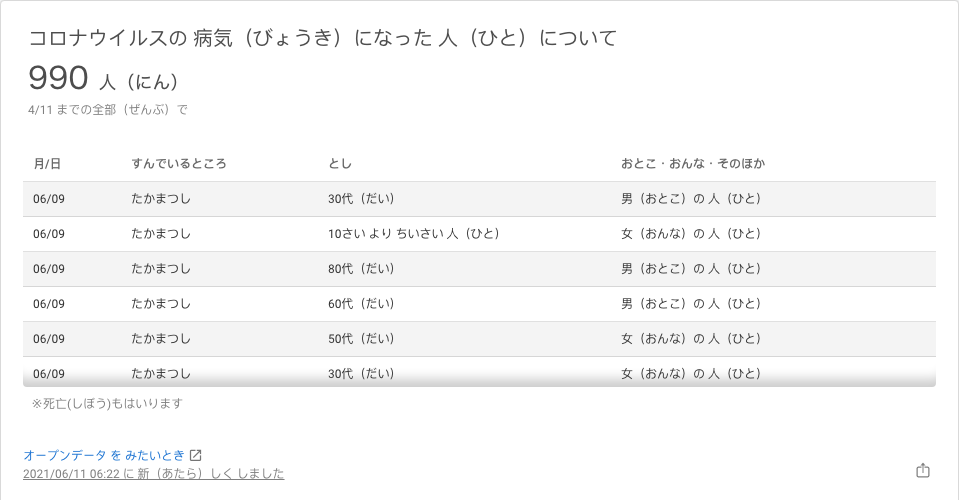 コロナウイルスの 病気（びょうき）になった 人（ひと）について
990 人（にん）
4/11 までの全部（ぜんぶ）で
月/日 すんでいるところ とし おとこ・おんな・そのほか
06/09 たかまつし 30代（だい） 男（おとこ）の 人（ひと）
06/09 たかまつし 10さい より ちいさい 人（ひと） 女（おんな）の 人（ひと）
06/09 たかまつし 80代（だい） 男（おとこ）の 人（ひと）
06/09 たかまつし 60代（だい） 男（おとこ）の 人（ひと）
06/09 たかまつし 50代（だい） 女（おんな）の 人（ひと）
06/09 たかまつし 30代（だい） 女（おんな）の 人（ひと）
※死亡(しぼう)もはいります
オープンデータ を みたいとき
2021/06/11 06:22 に 新（あたら）しく しました